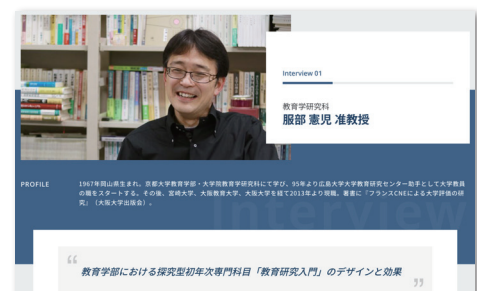 Interview 01
教育学研究科
服部 憲児 准教授
PROFILE
1967年岡山県生まれ。京都大学教育学部・大学院教育学研究科にて学び、95年より広島大学大学教育研究センター助手として大学教員
の職をスタートする。その後、宮崎大学、大阪教育大学、大阪大学を経て2013年より現職。著書に『フランスCNEによる大学評価の研
究』（大阪大学出版会）。
Interview
“
教育学部における探究型初年次専門科目「教育研究入門」のデザインと効果
”